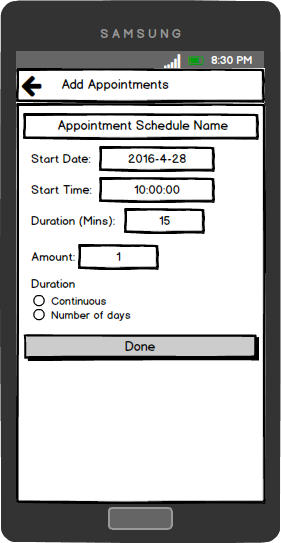 SAMSUNG
8:30 PM
Add Appointments
Appointment Schedule Name
Start Date: 2016-4-28
Start Time: 10:00:00
Duration (Mins): 15
Amount: 1
Duration
Continuous
Number of days
Done